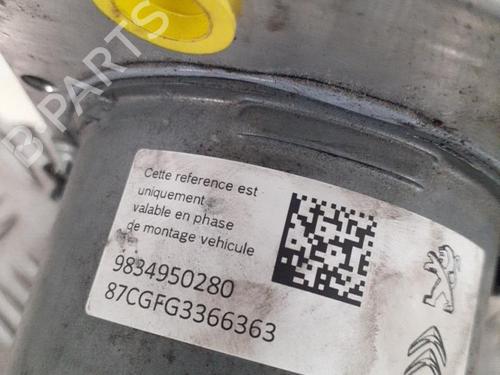 B-PARTS
Cette reference est
uniquement
valable en phase
de montage vehicule
9834950280
87CGFG3366363